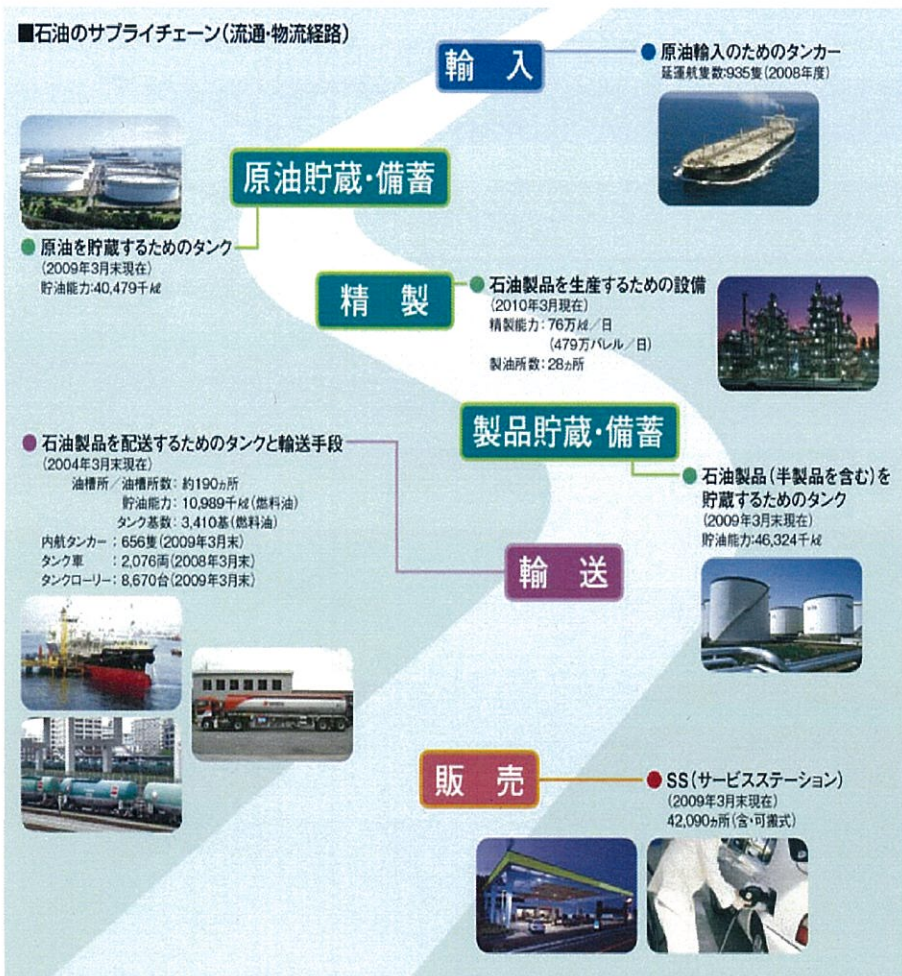 ■石油のサプライチェーン(流通・物流経路)
輸 入
● 原油輸入のためのタンカー
延運航隻数:935隻(2008年度)
原油貯蔵・備蓄
● 原油を貯蔵するためのタンク
(2009年3月末現在)
貯油能力:40,479千㎘
精 製
● 石油製品を生産するための設備
(2010年3月現在)
精製能力:76万㎘/日
(479万バレル/日)
製油所数:28ヵ所
製品貯蔵・備蓄
● 石油製品(半製品を含む)を
貯蔵するためのタンク
(2009年3月末現在)
貯油能力:46,324千㎘
● 石油製品を配送するためのタンクと輸送手段
(2004年3月末現在)
油槽所/油槽所数:約190ヵ所
貯油能力:10,989千㎘(燃料油)
タンク基数:3,410基(燃料油)
内航タンカー:656隻(2009年3月末)
タンク車 :2,076両(2008年3月末)
タンクローリー:8,670台(2009年3月末)
輸 送
販 売
● SS(サービスステーション)
(2009年3月末現在)
42,090ヵ所(含・可搬式)